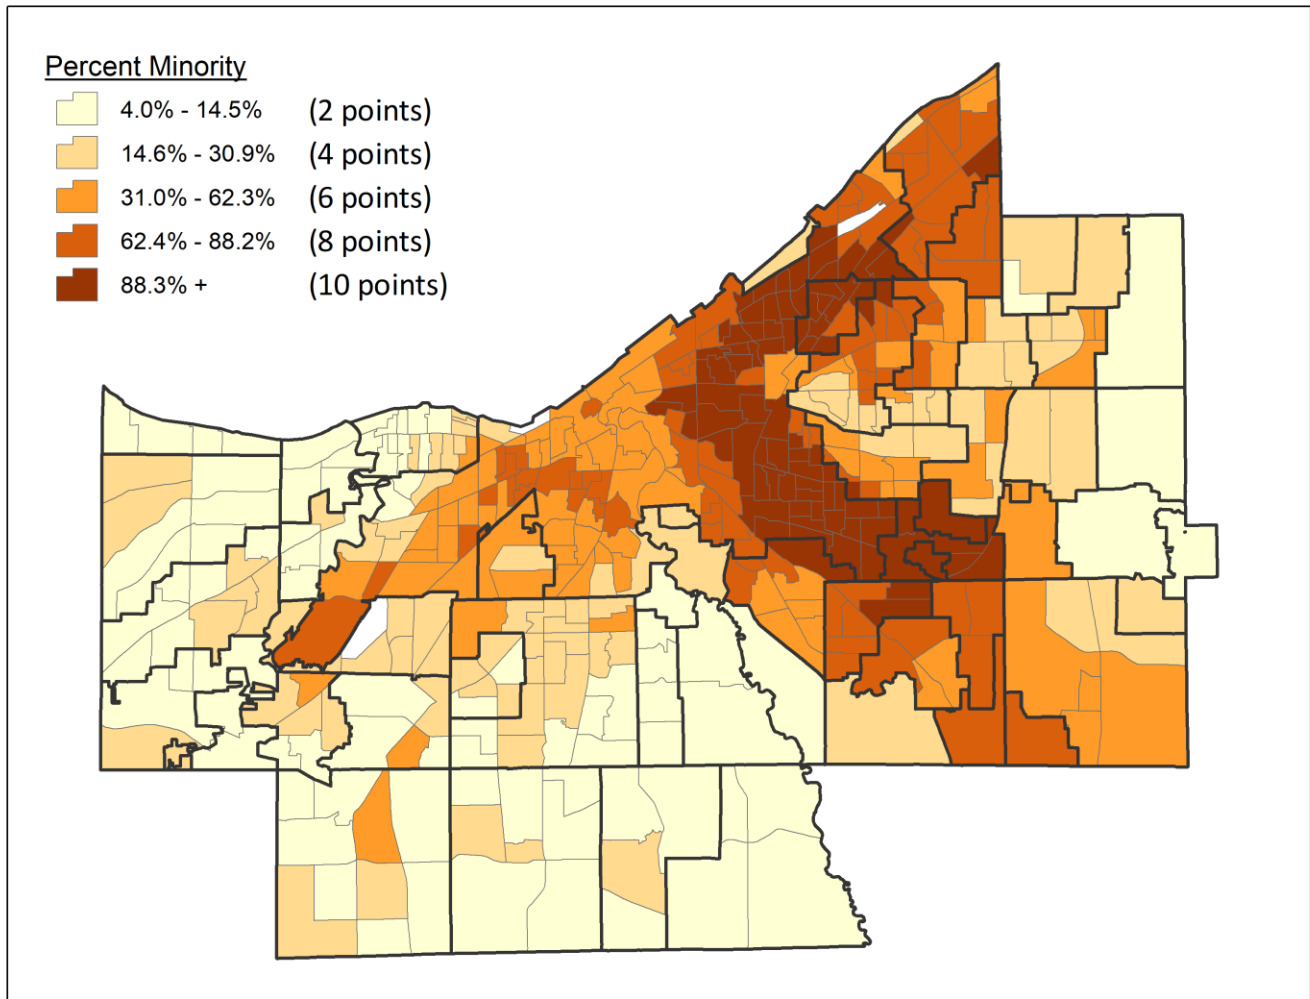 Percent Minority
4.0% - 14.5% (2 points)
14.6% - 30.9% (4 points)
31.0% - 62.3% (6 points)
62.4% - 88.2% (8 points)
88.3% + (10 points)